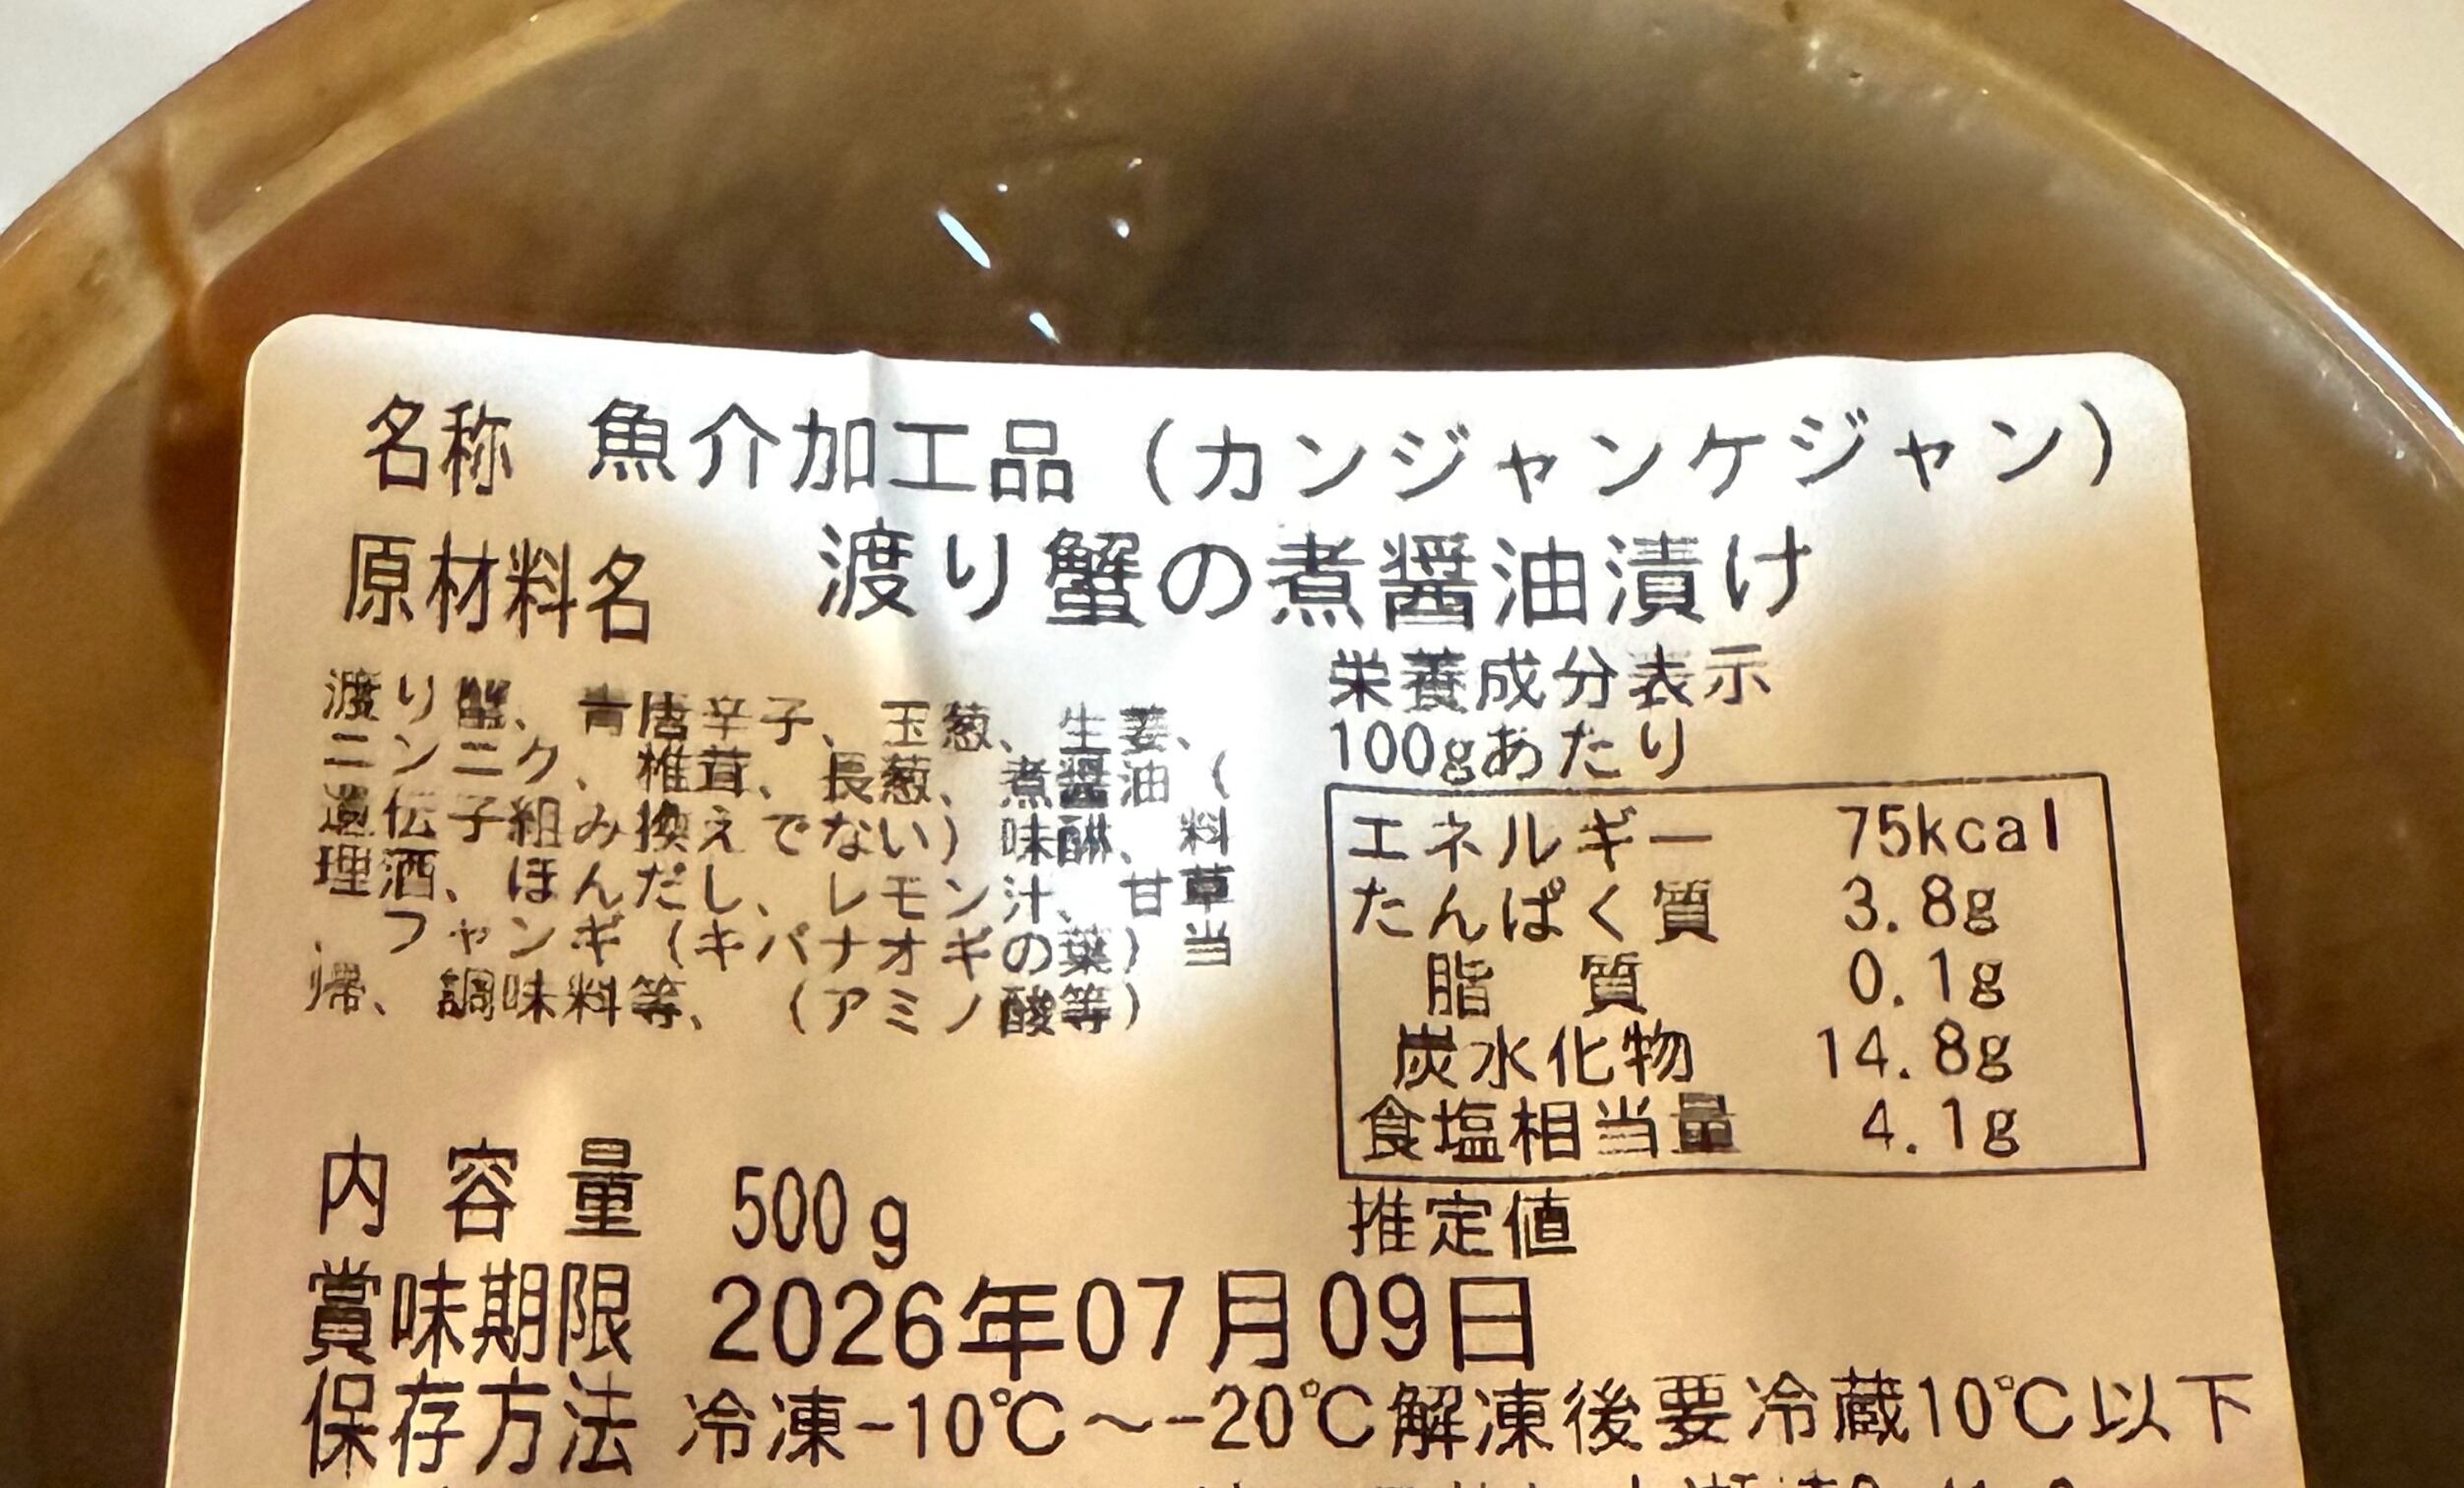 名称 魚介加工品(カンジャンケジャン)
原材料名 渡り蟹の煮醤油漬け
渡り蟹、青唐辛子、玉葱、生姜、
ニンニク、椎茸、長葱、煮醤油(
遺伝子組み換えでない)味醂、料
理酒、ほんだし、レモン汁、甘草
ファンギ(キバナオギの葉)当
帰、調味料等、(アミノ酸等)
栄養成分表示
100gあたり
エネルギー 75kcal
たんぱく質 3.8g
脂質 0.1g
炭水化物 14.8g
食塩相当量 4.1g
推定値
内容量 500g
賞味期限 2026年07月09日
保存方法 冷凍-10℃〜-20℃解凍後要冷蔵10℃以下